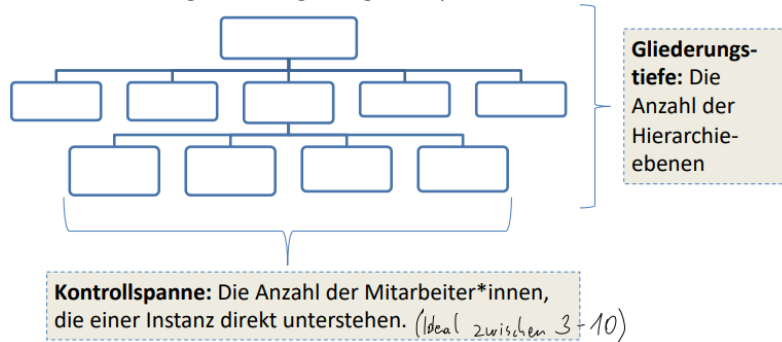 Gliederungs-
tiefe: Die
Anzahl der
Hierarchie-
ebenen
Kontrollspanne: Die Anzahl der Mitarbeiter*innen,
die einer Instanz direkt unterstehen. (Ideal zwischen 3-10)